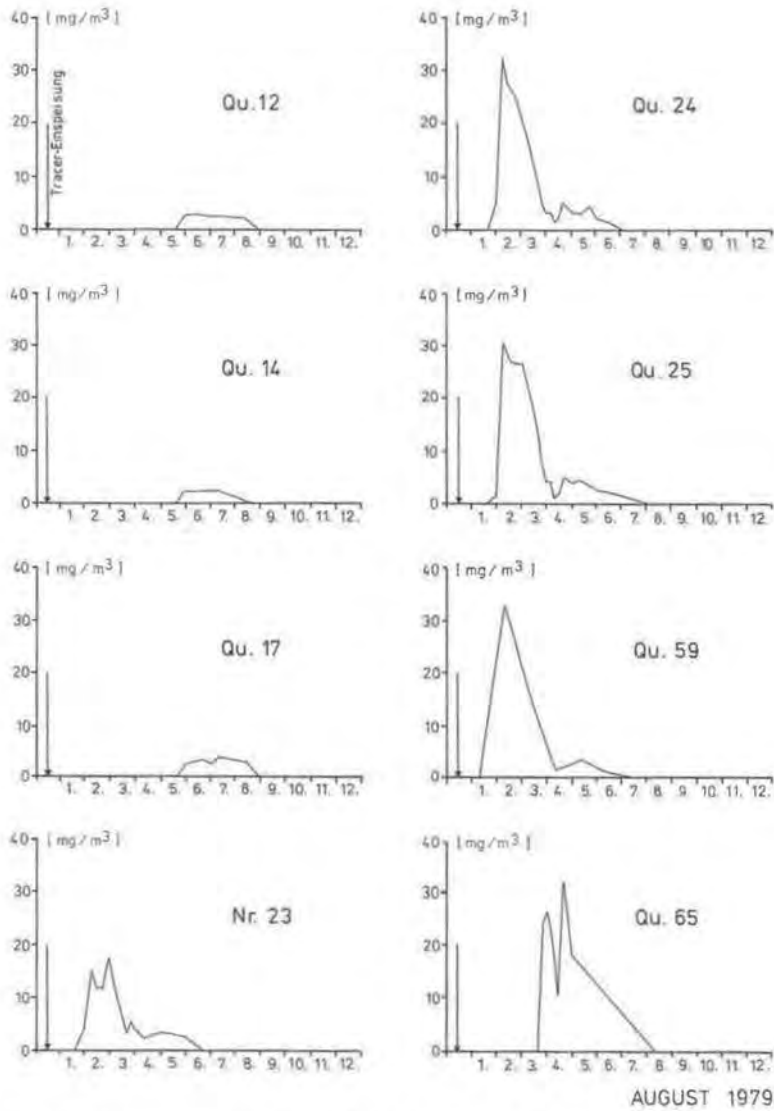 40 [mg/m³]
30
20
10
0
Tracer-Einspeisung
Qu. 12
1. 2. 3. 4. 5. 6. 7. 8. 9. 10. 11. 12.
40 [mg/m³]
30
20
10
0
Qu. 24
1. 2. 3. 4. 5. 6. 7. 8. 9. 10. 11. 12.
40 [mg/m³]
30
20
10
0
Qu. 14
1. 2. 3. 4. 5. 6. 7. 8. 9. 10. 11. 12.
40 [mg/m³]
30
20
10
0
Qu. 25
1. 2. 3. 4. 5. 6. 7. 8. 9. 10. 11. 12.
40 [mg/m³]
30
20
10
0
Qu. 17
1. 2. 3. 4. 5. 6. 7. 8. 9. 10. 11. 12.
40 [mg/m³]
30
20
10
0
Qu. 59
1. 2. 3. 4. 5. 6. 7. 8. 9. 10. 11. 12.
40 [mg/m³]
30
20
10
0
Nr. 23
1. 2. 3. 4. 5. 6. 7. 8. 9. 10. 11. 12.
40 [mg/m³]
30
20
10
0
Qu. 65
1. 2. 3. 4. 5. 6. 7. 8. 9. 10. 11. 12.
AUGUST 1979